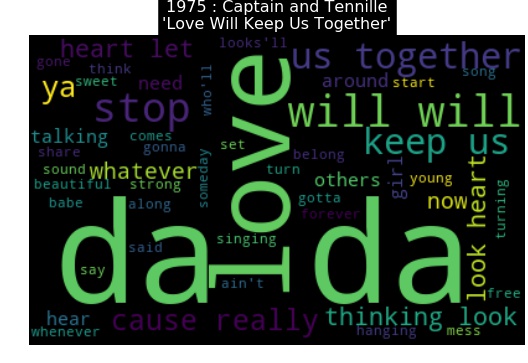 1975 : Captain and Tennille
'Love Will Keep Us Together'
heart let
looks'll
us together
gone
think
song
ya
sweet
need
who'll
around
start
stop
love
will will
talking
comes
keep us
share
gonna
set
belong
sound
whatever
turn
girl
beautiful
strong
someday
others
young
look heart
turning
babe
along
gotta
now
da
da
forever
said
singing
say
ain't
free
hear
cause really
thinking look
whenever
hanging
mess